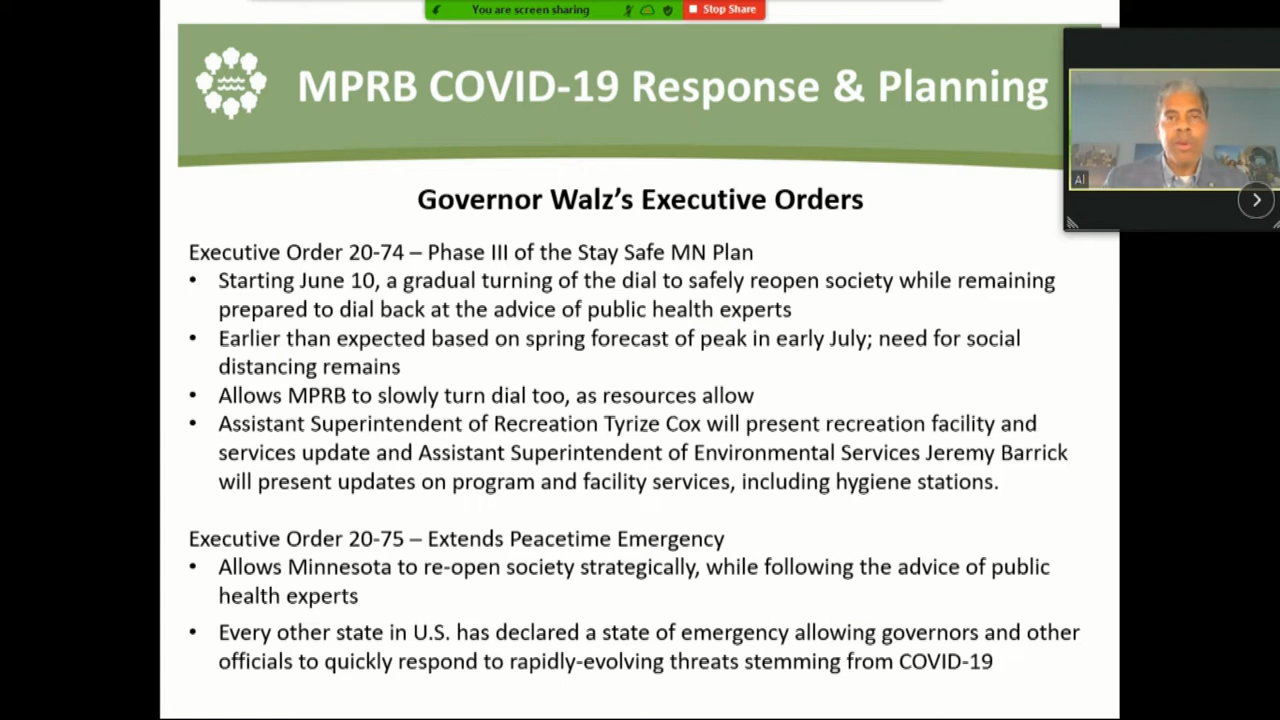 You are screen sharing
Stop Share
MPRB COVID-19 Response & Planning
Al
Governor Walz’s Executive Orders
Executive Order 20-74 – Phase III of the Stay Safe MN Plan
• Starting June 10, a gradual turning of the dial to safely reopen society while remaining
prepared to dial back at the advice of public health experts
• Earlier than expected based on spring forecast of peak in early July; need for social
distancing remains
• Allows MPRB to slowly turn dial too, as resources allow
• Assistant Superintendent of Recreation Tyrize Cox will present recreation facility and
services update and Assistant Superintendent of Environmental Services Jeremy Barrick
will present updates on program and facility services, including hygiene stations.
Executive Order 20-75 – Extends Peacetime Emergency
• Allows Minnesota to re-open society strategically, while following the advice of public
health experts
• Every other state in U.S. has declared a state of emergency allowing governors and other
officials to quickly respond to rapidly-evolving threats stemming from COVID-19